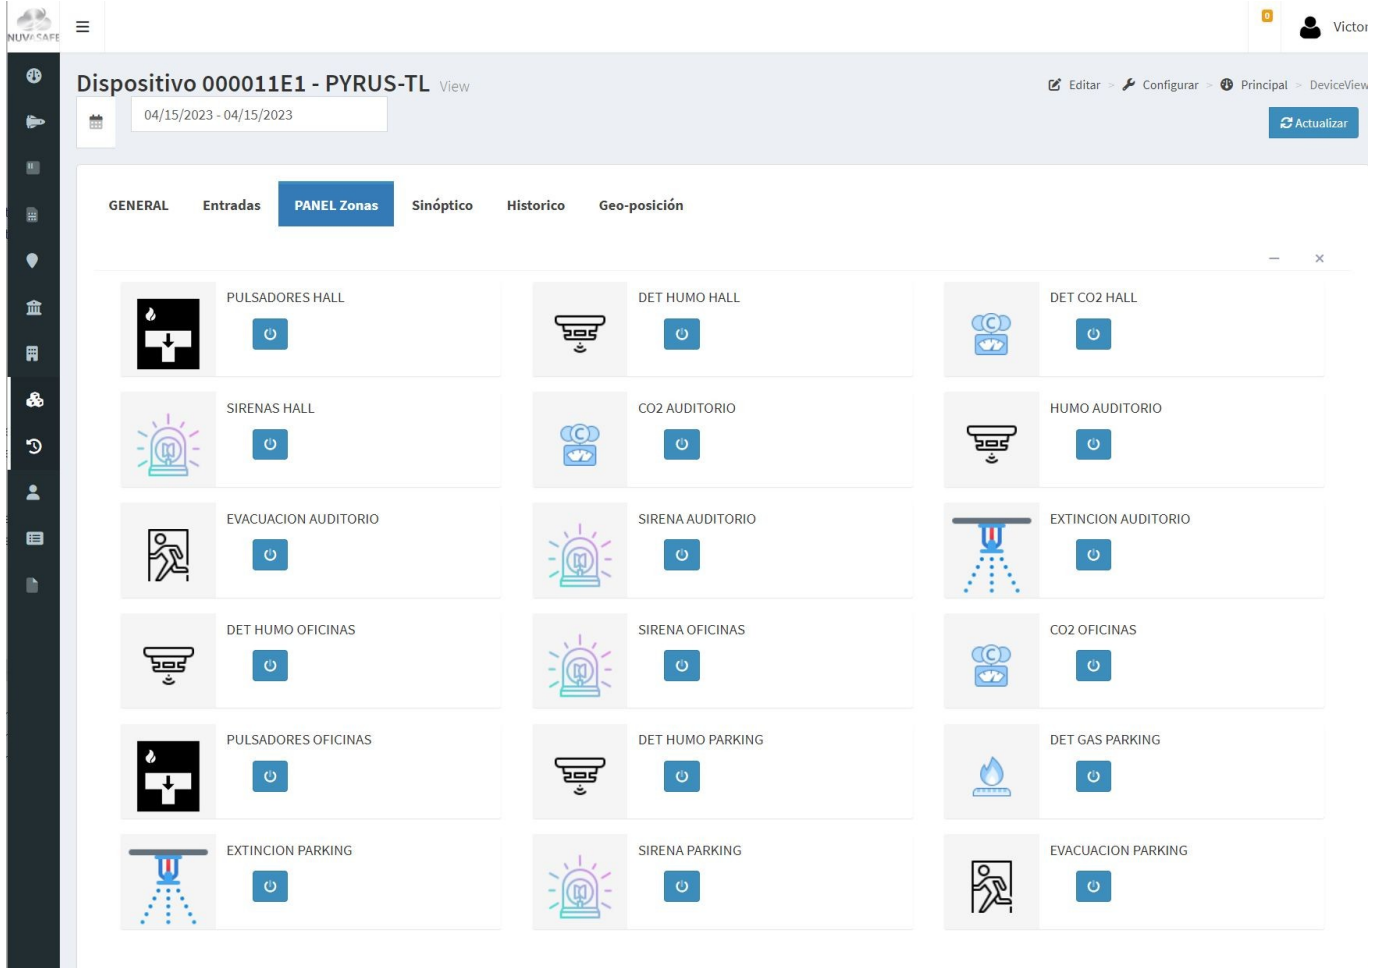 NUVASAFE
0
Victor
Dispositivo 000011E1 - PYRUS-TL View
Editar > Configurar > Principal > DeviceView
04/15/2023 - 04/15/2023
Actualizar
GENERAL Entradas PANEL Zonas Sinóptico Historico Geo-posición
PULSADORES HALL DET HUMO HALL DET CO2 HALL
SIRENAS HALL CO2 AUDITORIO HUMO AUDITORIO
EVACUACION AUDITORIO SIRENA AUDITORIO EXTINCION AUDITORIO
DET HUMO OFICINAS SIRENA OFICINAS CO2 OFICINAS
PULSADORES OFICINAS DET HUMO PARKING DET GAS PARKING
EXTINCION PARKING SIRENA PARKING EVACUACION PARKING